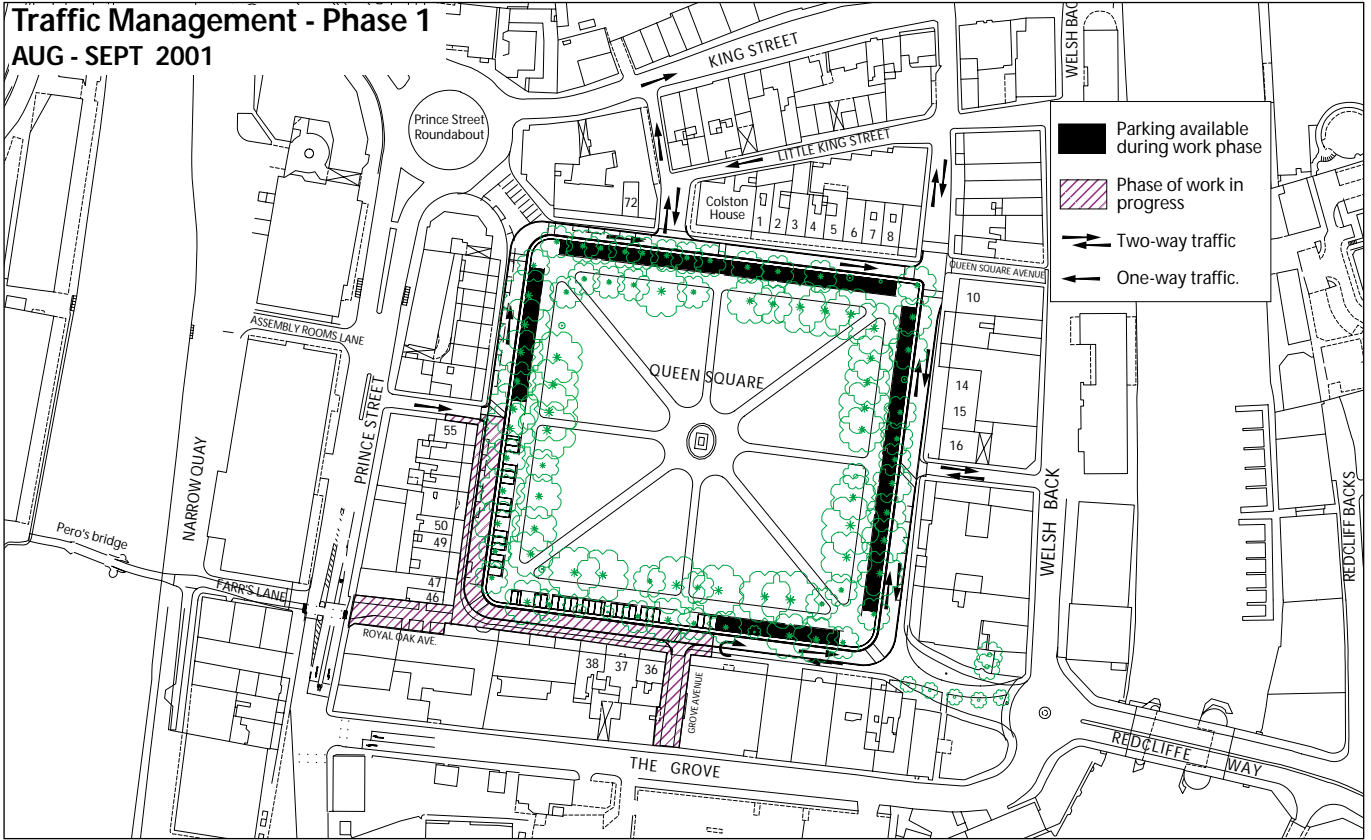 Traffic Management - Phase 1
AUG - SEPT 2001
KING STREET
WELSH BAC
Prince Street
Roundabout
LITTLE KING STREET
Parking available
during work phase
Phase of work in
progress
Two-way traffic
One-way traffic.
72
Colston
House
1
2
3
4
5
6
7
8
QUEEN SQUARE AVENUE
10
ASSEMBLY ROOMS LANE
QUEEN SQUARE
14
15
16
PRINCE STREET
55
NARROW QUAY
50
49
Pero's bridge
WELSH BACK
REDCLIFF BACKS
FARR'S LANE
47
46
ROYAL OAK AVE.
38
37
36
GROVE AVENUE
THE GROVE
REDCLIFFE WAY